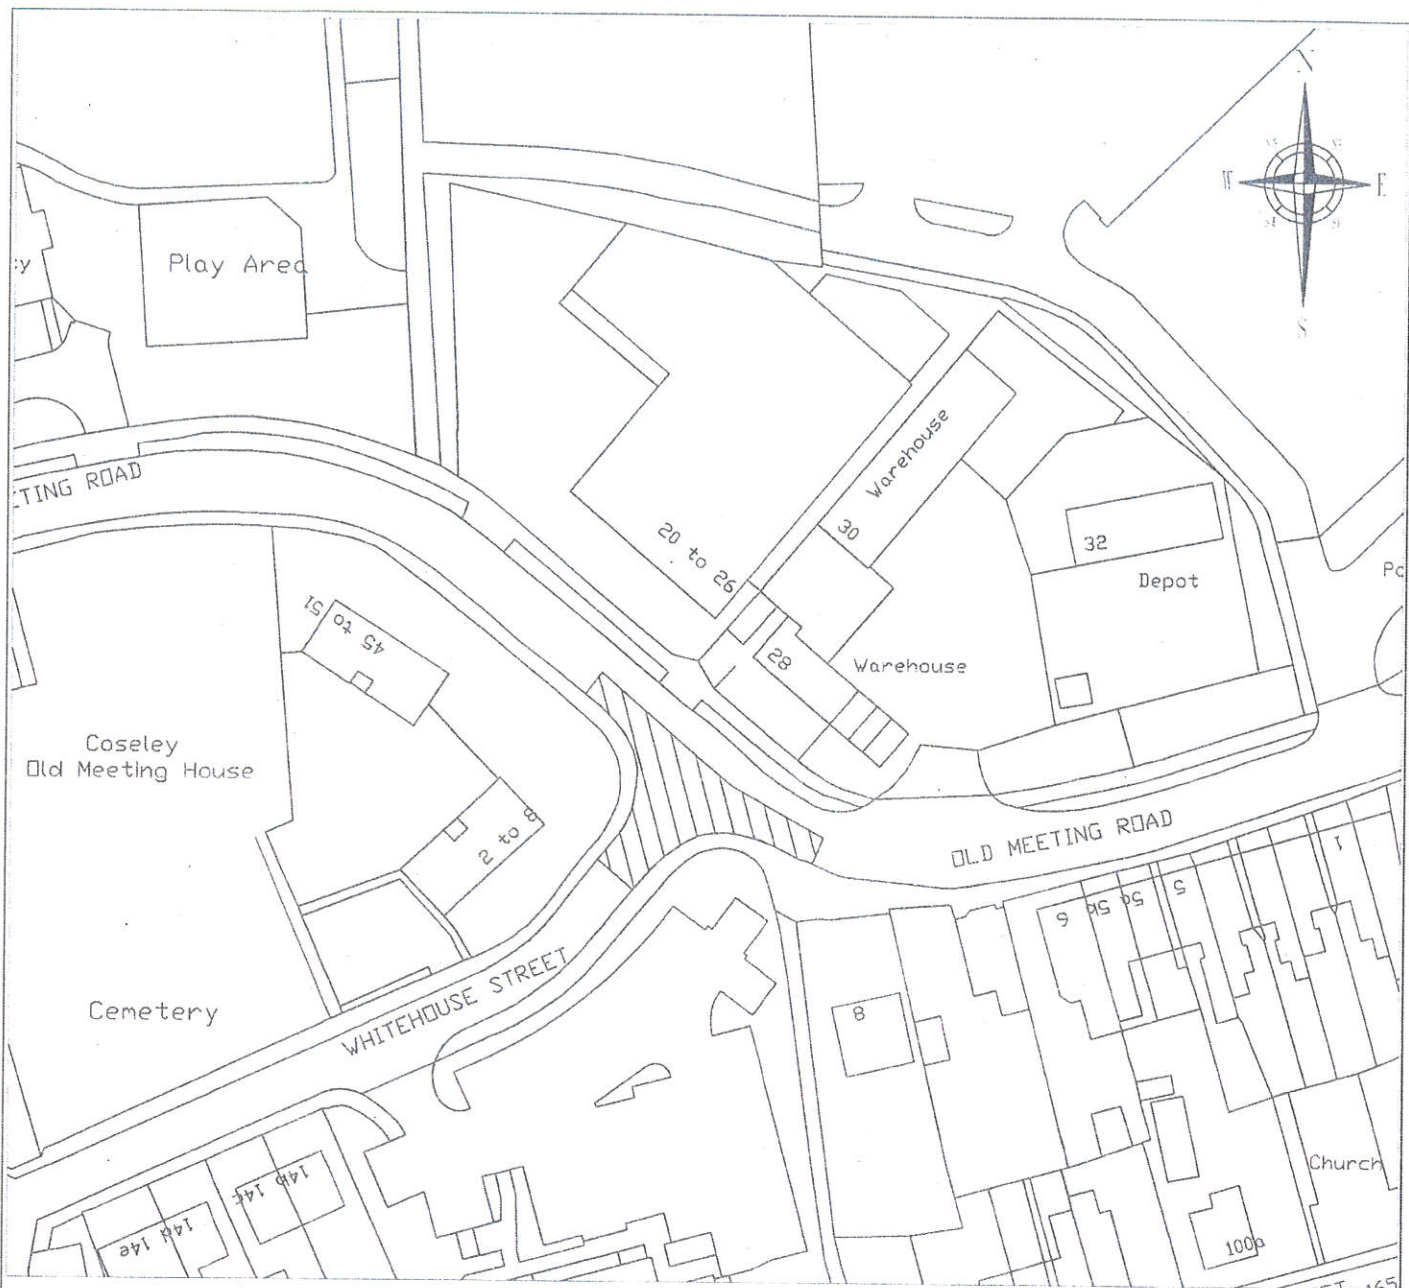 N
W
E
S
Play Area
TING ROAD
Warehouse
30
20 to 26
32
Depot
45 to 51
28
Warehouse
Coseley
Old Meeting House
2 to 8
OLD MEETING ROAD
1
5
5a
5b
6
WHITEHOUSE STREET
Cemetery
8
Church
14b
14c
14d
14e
100a